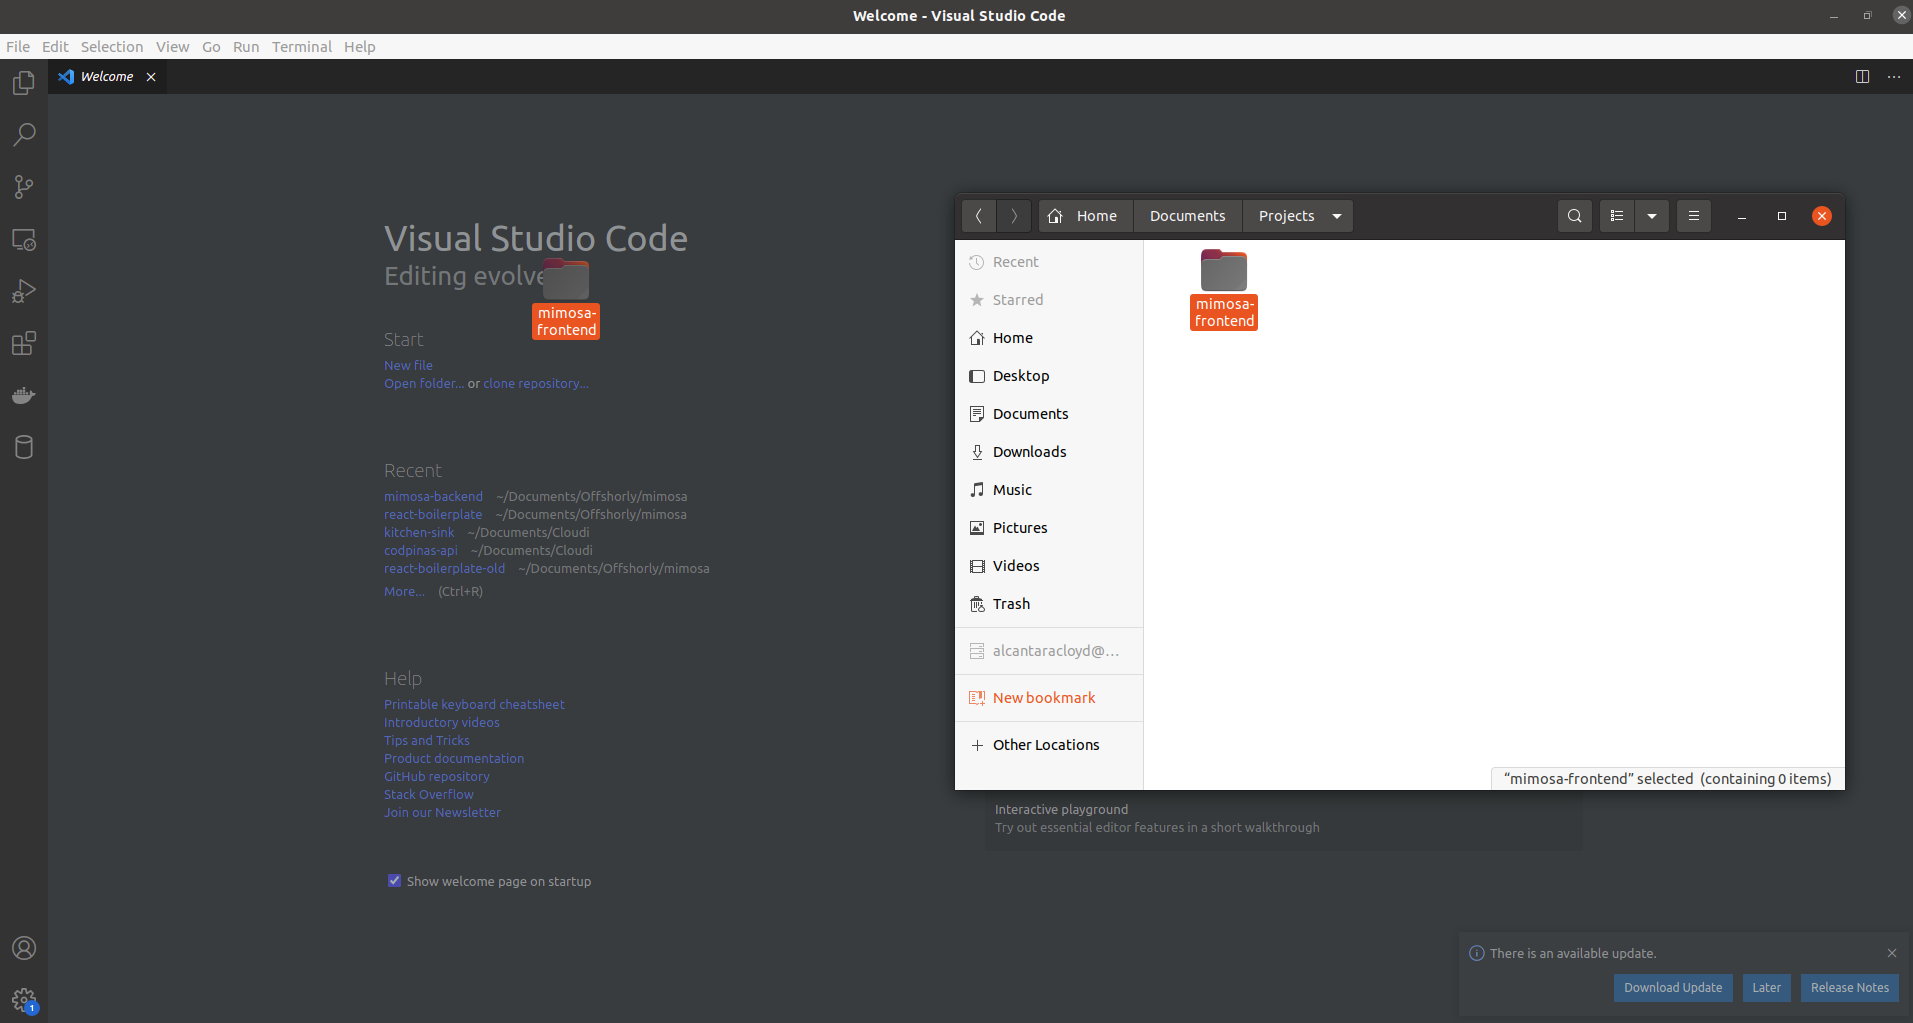 Welcome - Visual Studio Code
File Edit Selection View Go Run Terminal Help
Welcome
Visual Studio Code
Editing evolve
mimosa-
frontend
Start
New file
Open folder... or clone repository...
Recent
mimosa-backend ~/Documents/Offshorly/mimosa
react-boilerplate ~/Documents/Offshorly/mimosa
kitchen-sink ~/Documents/Cloudi
codpinas-api ~/Documents/Cloudi
react-boilerplate-old ~/Documents/Offshorly/mimosa
More... (Ctrl+R)
Help
Printable keyboard cheatsheet
Introductory videos
Tips and Tricks
Product documentation
GitHub repository
Stack Overflow
Join our Newsletter
Show welcome page on startup
Home Documents Projects
Recent
Starred
Home
Desktop
Documents
Downloads
Music
Pictures
Videos
Trash
alcantaracloyd@...
New bookmark
Other Locations
mimosa-
frontend
“mimosa-frontend” selected (containing 0 items)
Interactive playground
Try out essential editor features in a short walkthrough
There is an available update.
Download Update Later Release Notes
1